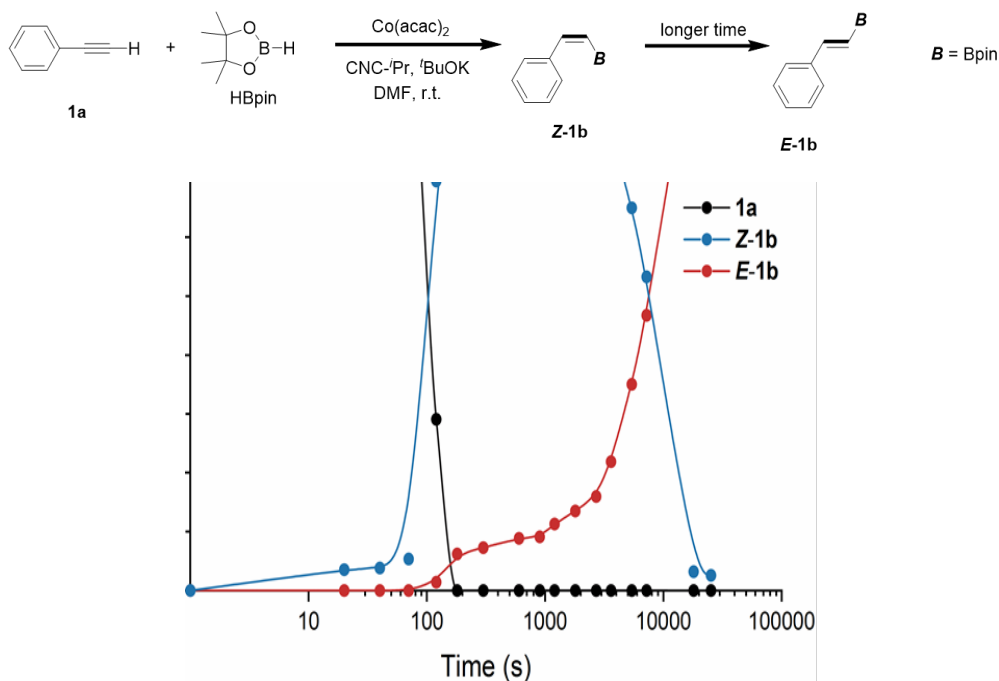 H
+
O
B–H
O
HBpin
1a
Co(acac)2
CNC-iPr, tBuOK
DMF, r.t.
B
Z-1b
longer time
B
E-1b
B = Bpin
1a
Z-1b
E-1b
10 100 1000 10000 100000
Time (s)